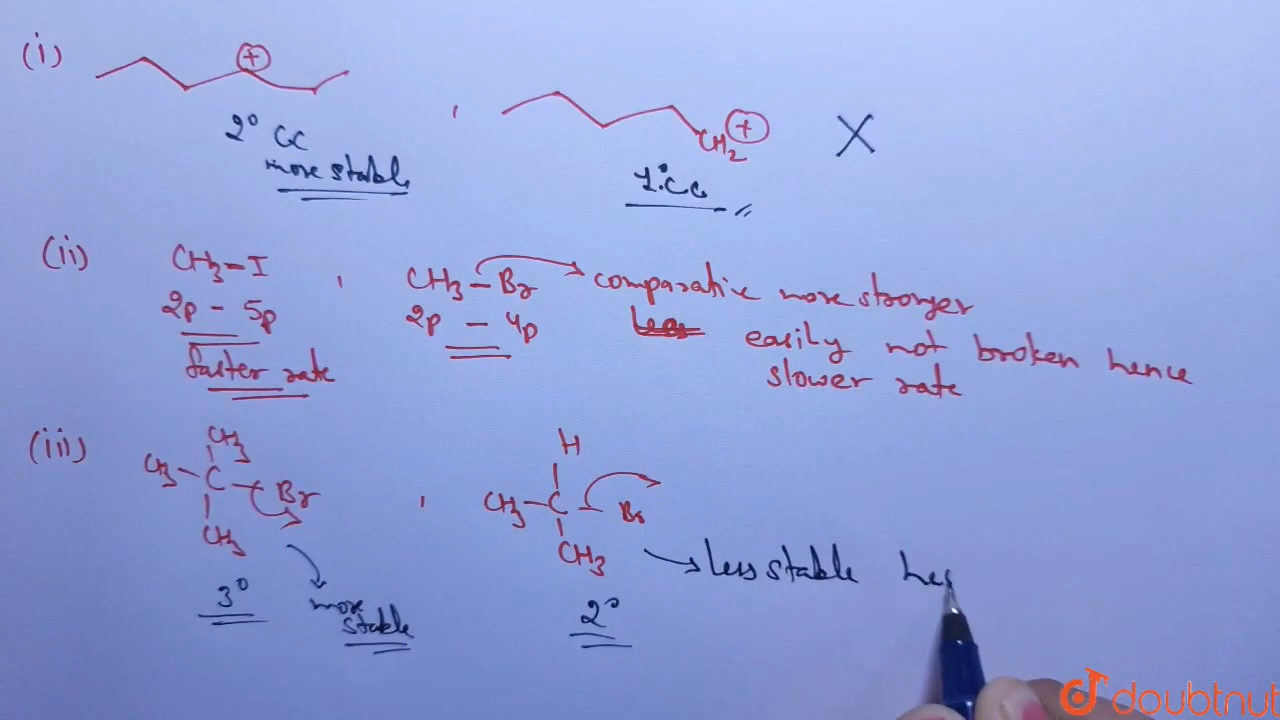 (i)
+
2° CC
more stable
,
CH2 +
1°.CC
X
(ii) CH3-I , CH3-Br comparative more stronger
2p - 5p 2p - 4p easily not broken hence
faster rate slower rate
(iii)
CH3 H
CH3-C-Br , CH3-C-Br
CH3 CH3
3° more stable 2° less stable hes
doubtnut